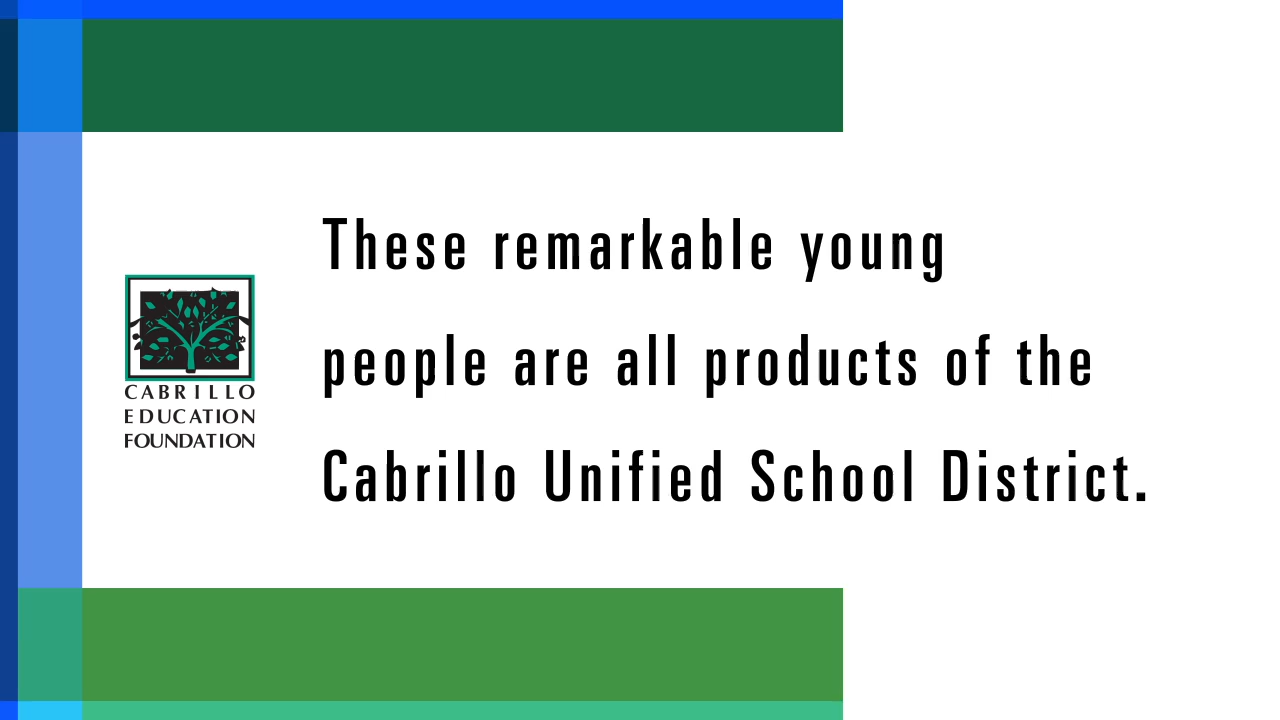 These remarkable young
people are all products of the
Cabrillo Unified School District.
CABRILLO
EDUCATION
FOUNDATION